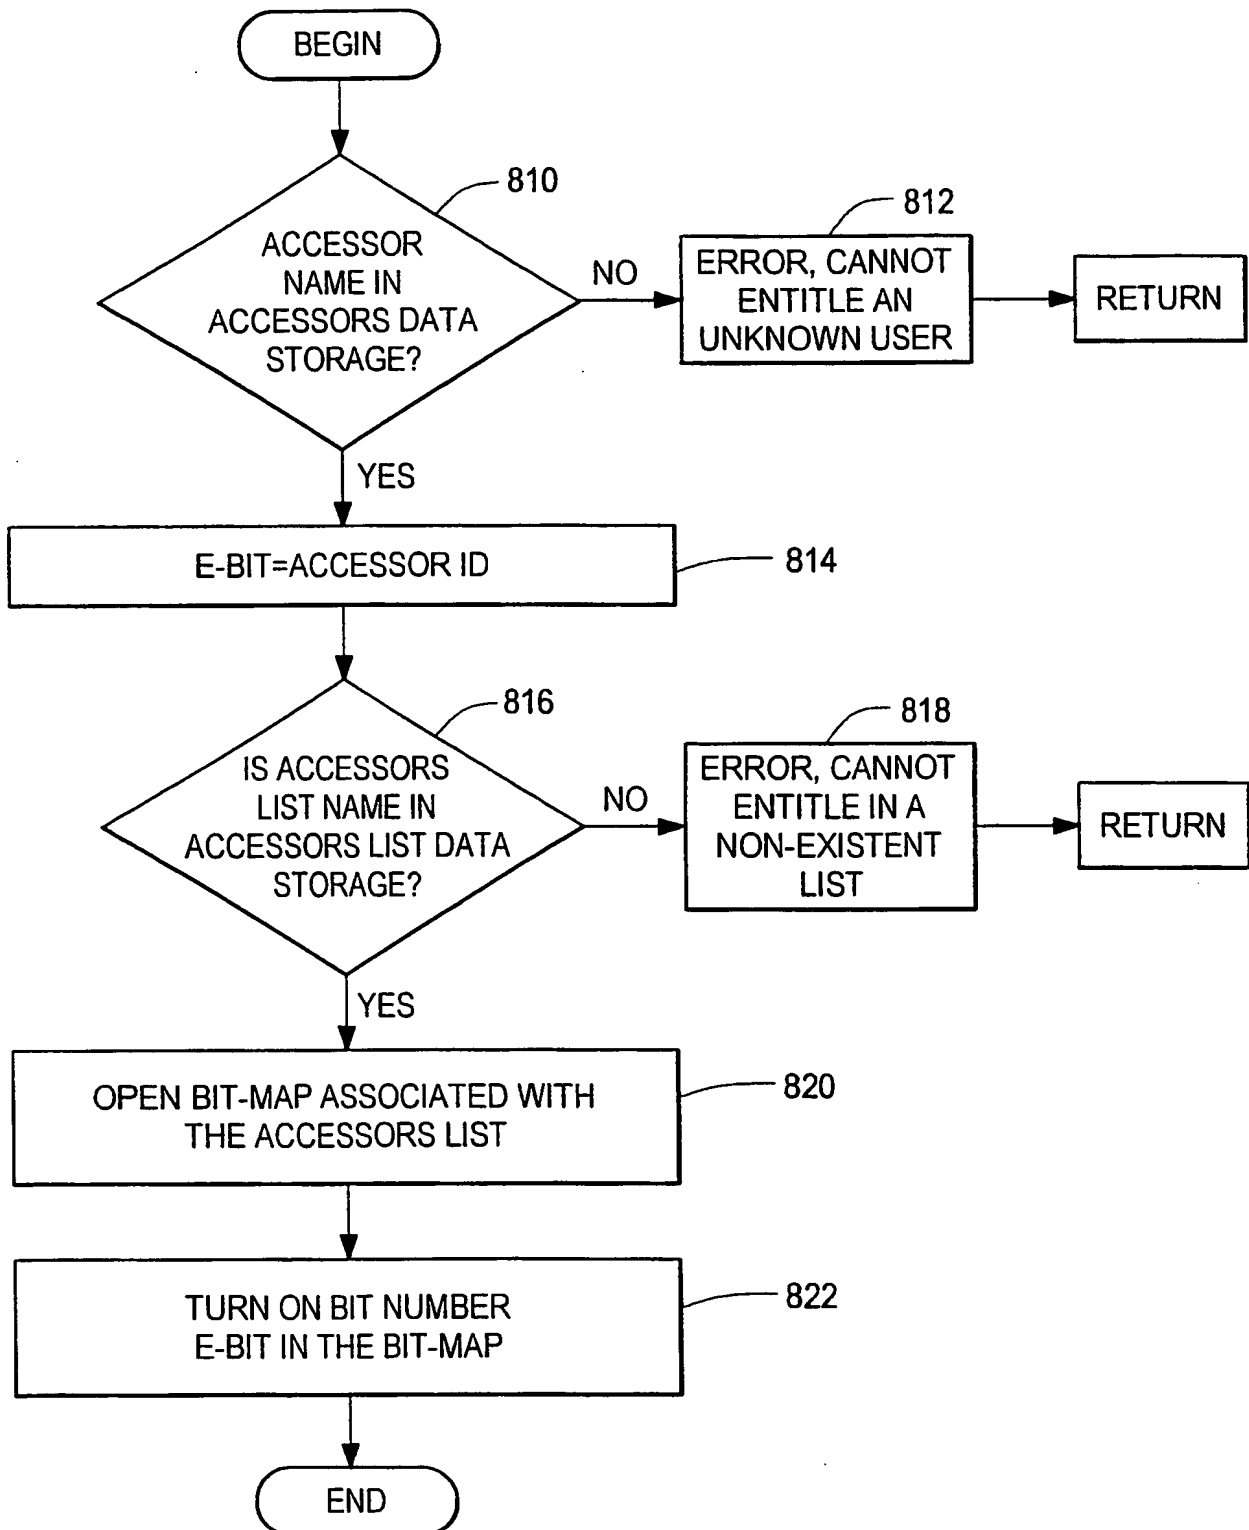 BEGIN
810
ACCESSOR
NAME IN
ACCESSORS DATA
STORAGE?
NO
812
ERROR, CANNOT
ENTITLE AN
UNKNOWN USER
RETURN
YES
E-BIT=ACCESSOR ID
814
816
IS ACCESSORS
LIST NAME IN
ACCESSORS LIST DATA
STORAGE?
NO
818
ERROR, CANNOT
ENTITLE IN A
NON-EXISTENT
LIST
RETURN
YES
OPEN BIT-MAP ASSOCIATED WITH
THE ACCESSORS LIST
820
TURN ON BIT NUMBER
E-BIT IN THE BIT-MAP
822
END